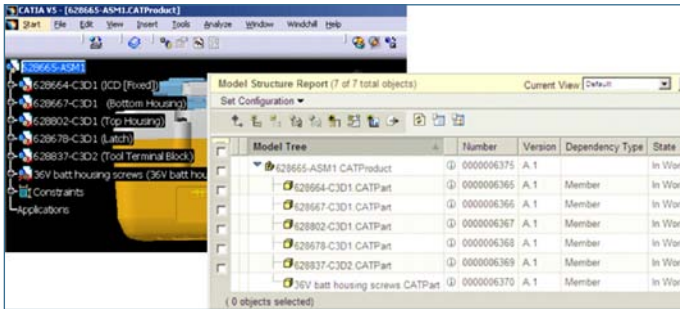 CATIA V5 - [628665-ASM1.CATProduct]
Start File Edit View Insert Tools Analyze Window Windchill Help
628665-ASM1
628664-C3D1 (ICD [Fixed])
628667-C3D1 (Bottom Housing)
628802-C3D1 (Top Housing)
628678-C3D1 (Latch)
628837-C3D2 (Tool Terminal Block)
36V batt housing screws (36V batt hou
Constraints
Applications
Model Structure Report (7 of 7 total objects) Current View Default
Set Configuration
Model Tree Number Version Dependency Type State
628665-ASM1.CATProduct 0000006375 A.1 In Wor
628664-C3D1.CATPart 0000006365 A.1 Member In Wor
628667-C3D1.CATPart 0000006366 A.1 Member In Wor
628802-C3D1.CATPart 0000006367 A.1 Member In Wor
628678-C3D1.CATPart 0000006368 A.1 Member In Wor
628837-C3D2.CATPart 0000006369 A.1 Member In Wor
36V batt housing screws.CATPart 0000006370 A.1 Member In Wor
( 0 objects selected)